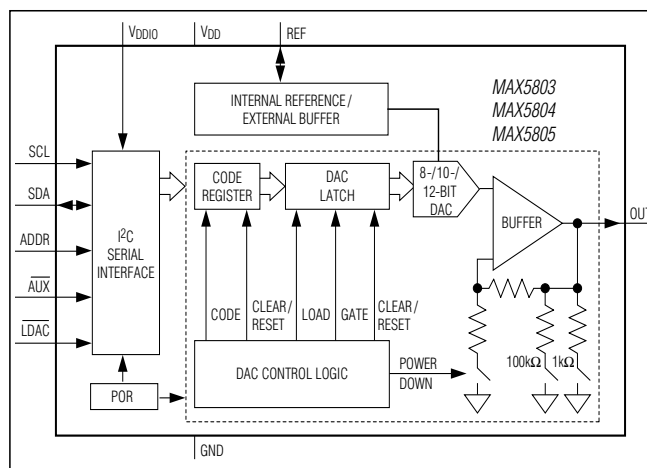 VDDIO
VDD
REF
INTERNAL REFERENCE/
EXTERNAL BUFFER
MAX5803
MAX5804
MAX5805
SCL
SDA
ADDR
AUX
LDAC
I2C
SERIAL
INTERFACE
CODE
REGISTER
DAC
LATCH
8-/10-/
12-BIT
DAC
BUFFER
OUT
CODE
CLEAR/
RESET
LOAD
GATE
CLEAR/
RESET
DAC CONTROL LOGIC
POWER
DOWN
100kΩ
1kΩ
POR
GND